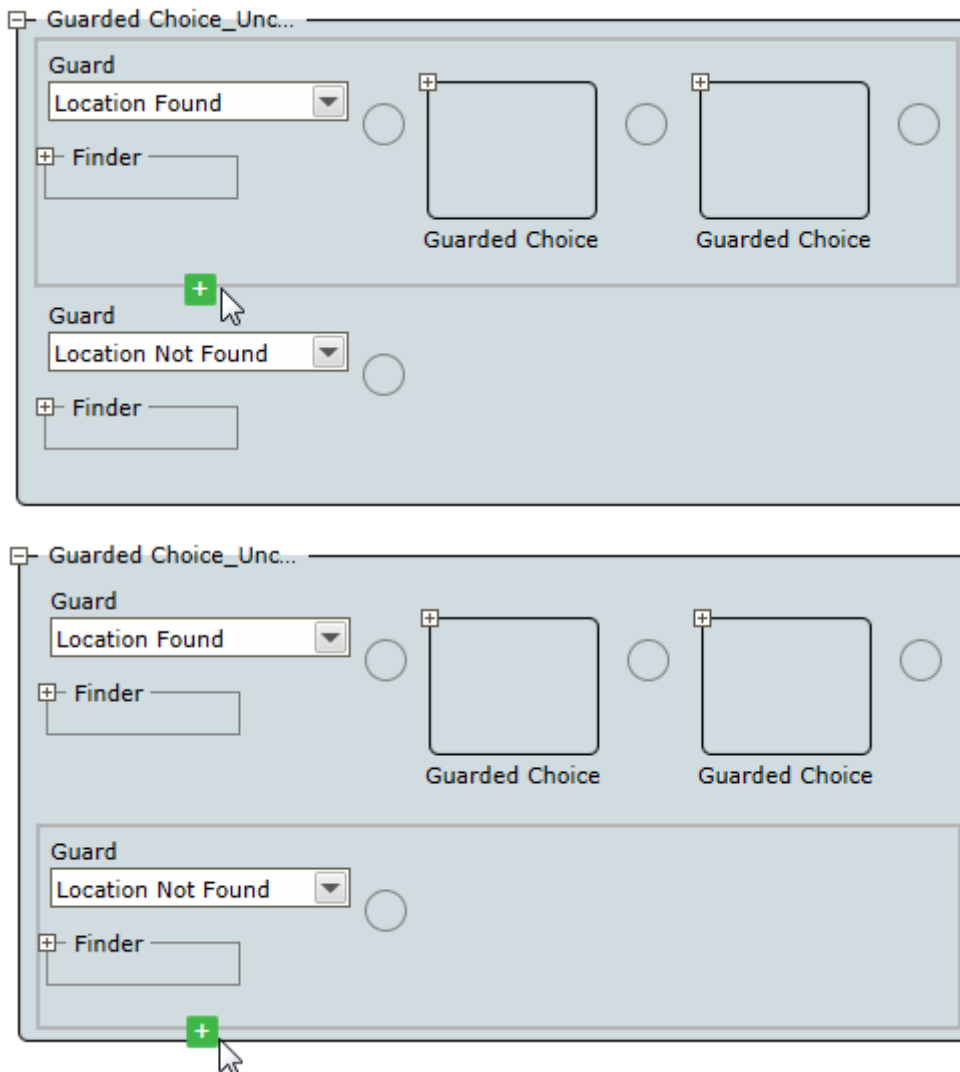 Guarded Choice_Unc...
Guard
Location Found
Finder
Guarded Choice
Guarded Choice
Guard
Location Not Found
Finder
Guarded Choice_Unc...
Guard
Location Found
Finder
Guarded Choice
Guarded Choice
Guard
Location Not Found
Finder